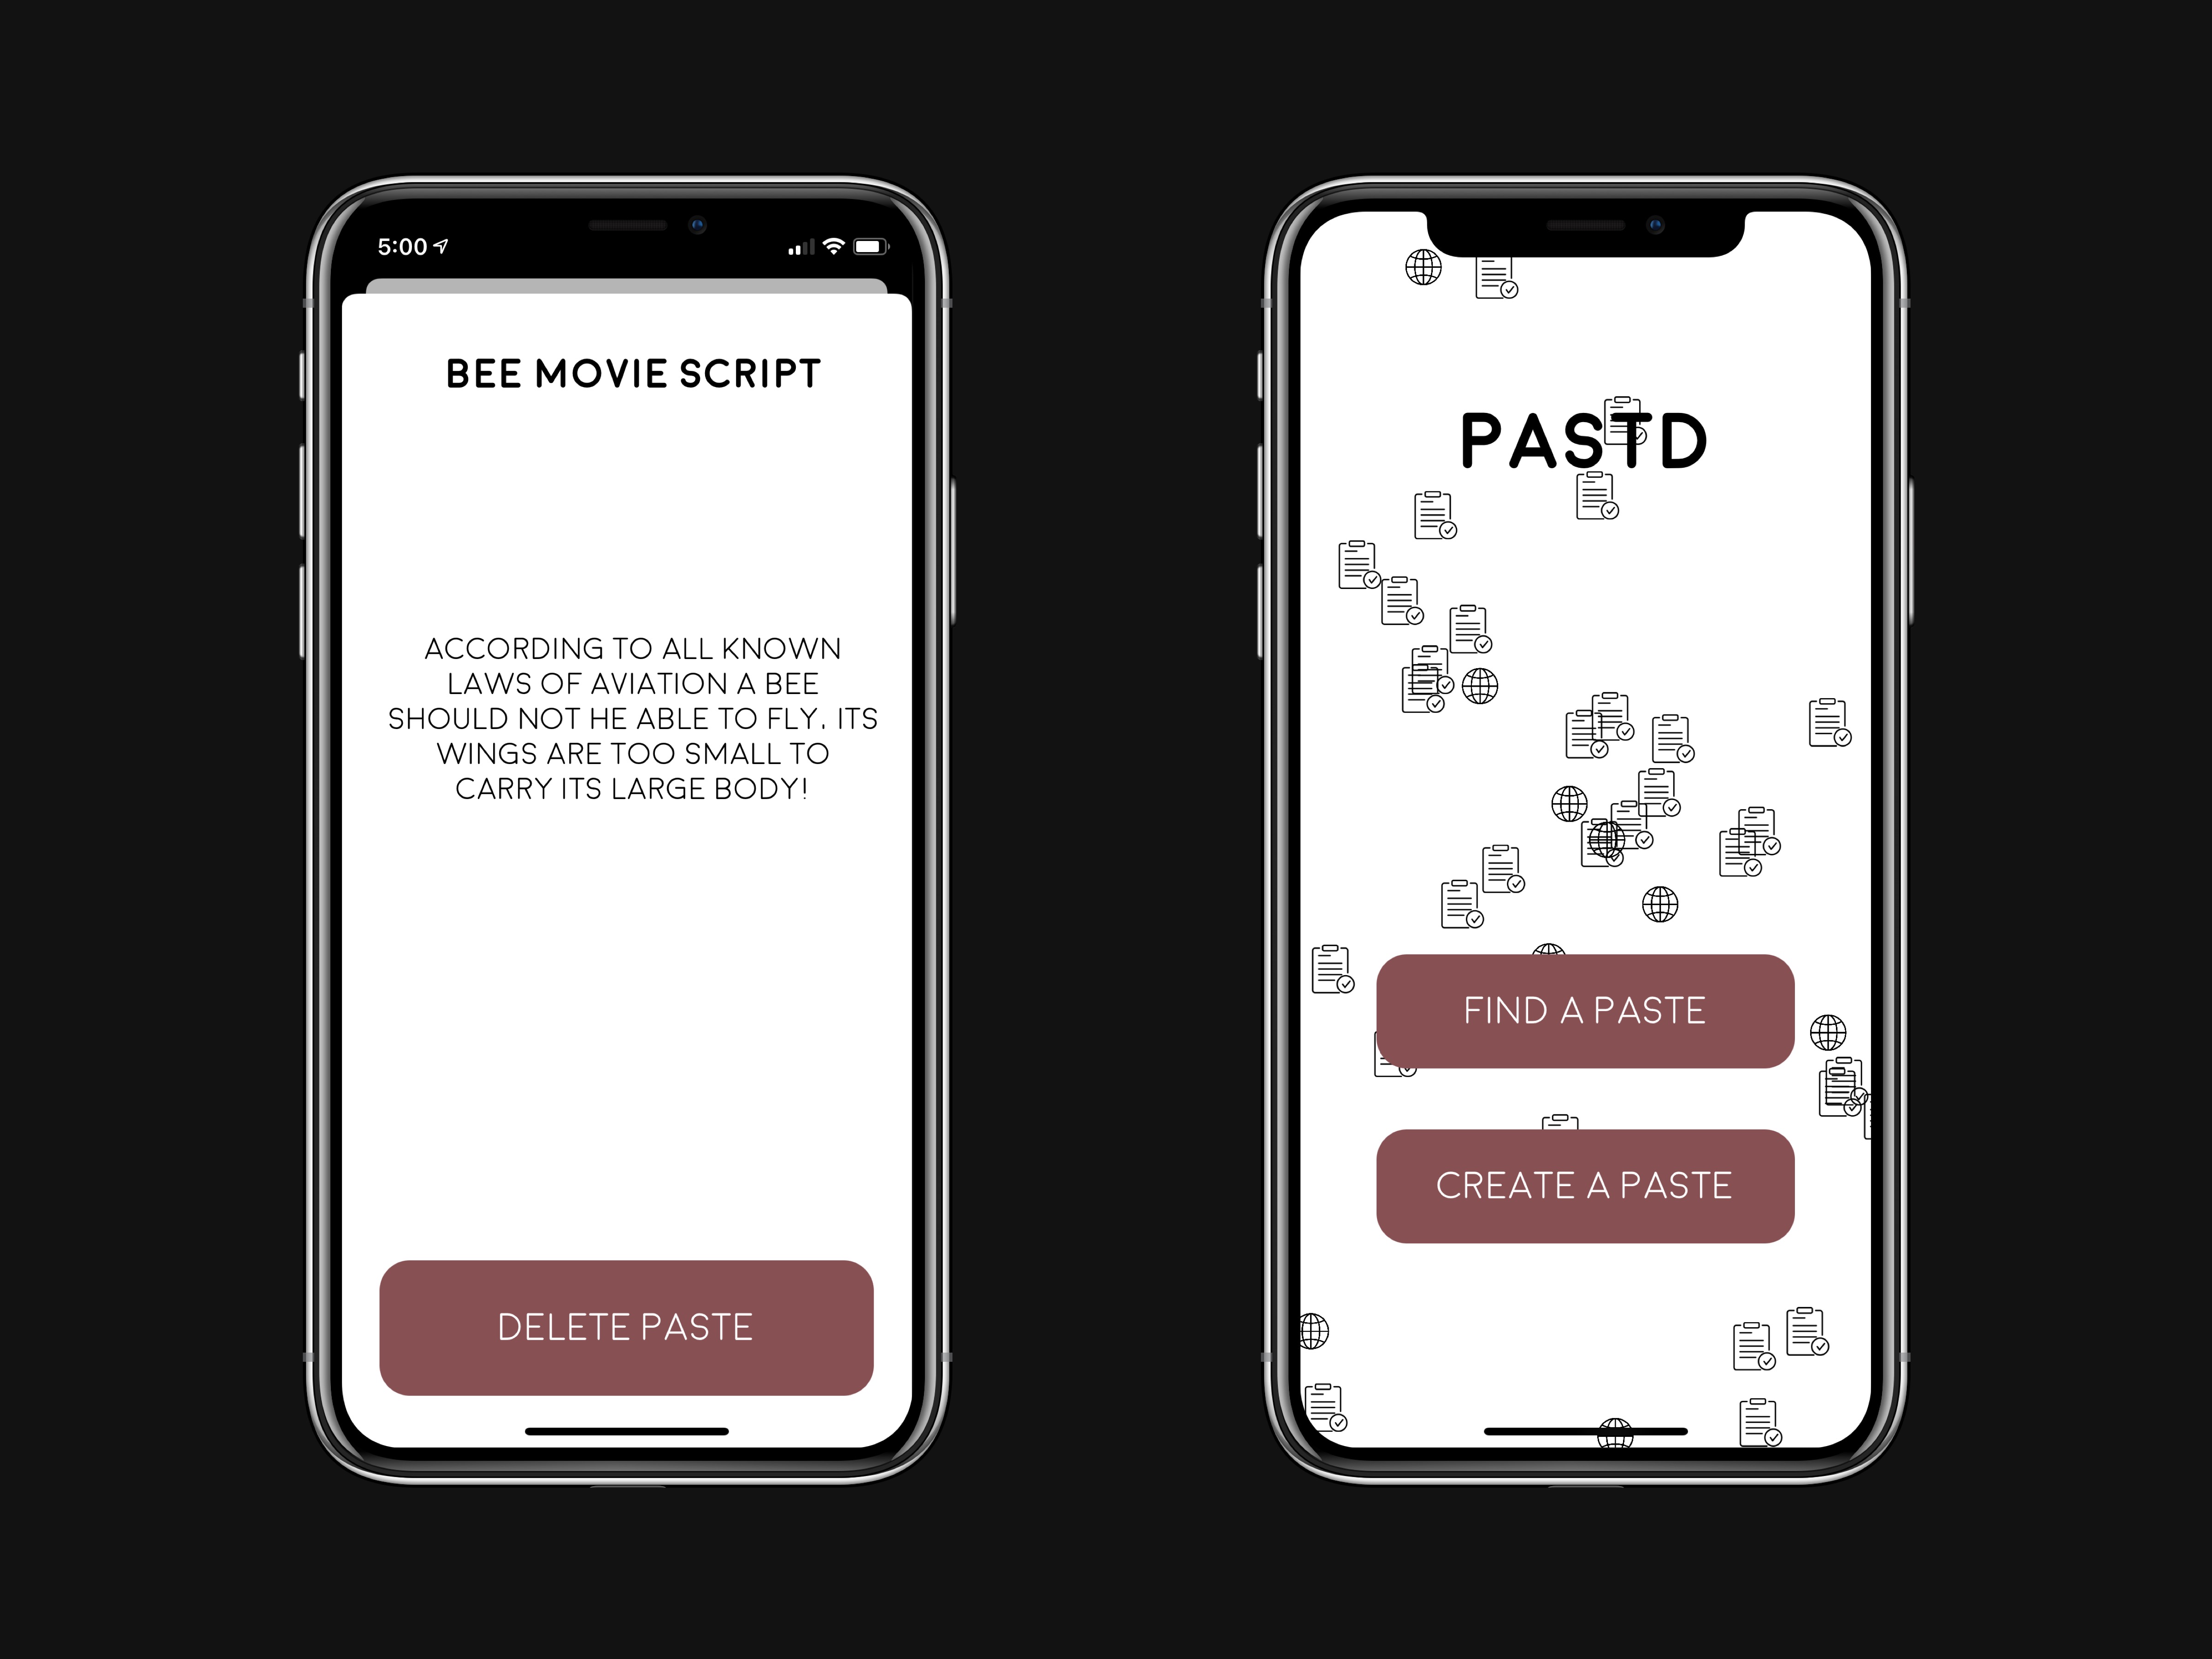 5:00
BEE MOVIE SCRIPT
ACCORDING TO ALL KNOWN
LAWS OF AVIATION A BEE
SHOULD NOT HE ABLE TO FLY. ITS
WINGS ARE TOO SMALL TO
CARRY ITS LARGE BODY!
DELETE PASTE
PASTD
FIND A PASTE
CREATE A PASTE